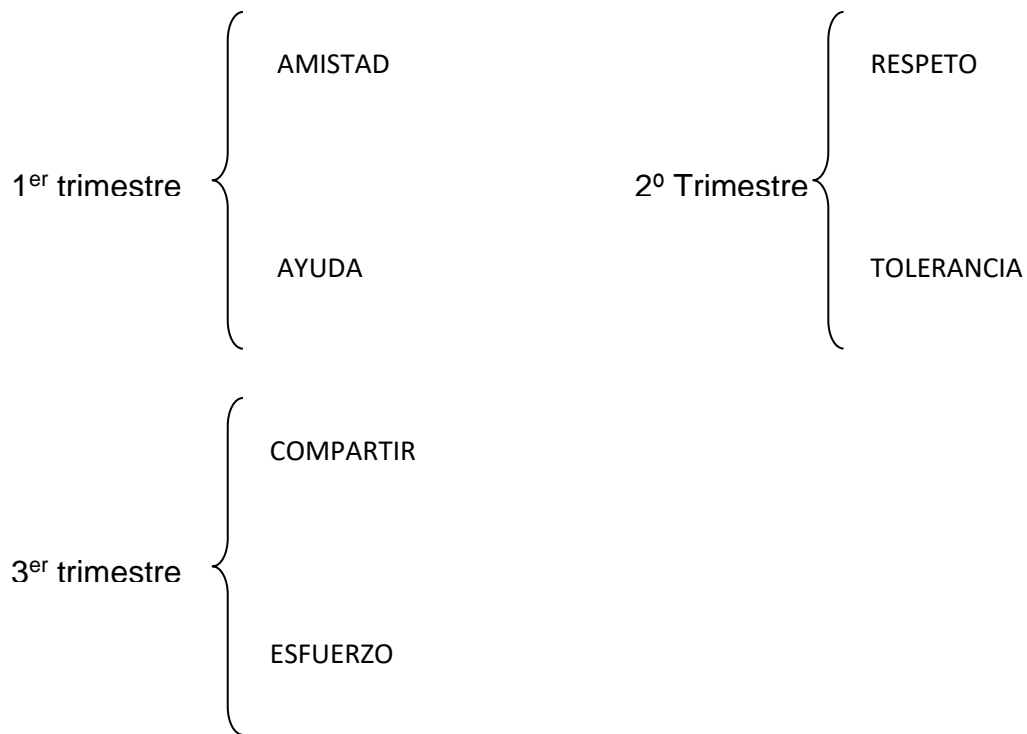 AMISTAD
1er trimestre
AYUDA
RESPETO
2º Trimestre
TOLERANCIA
COMPARTIR
3er trimestre
ESFUERZO